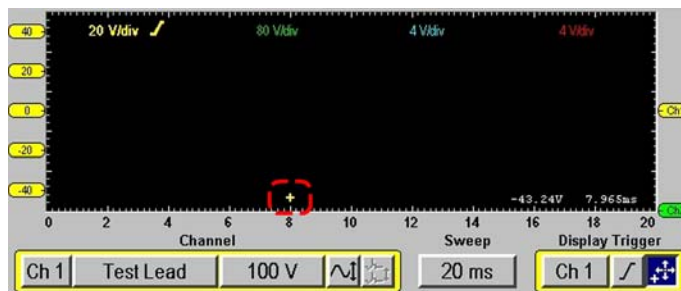 40 20 V/div 80 V/div 4 V/div 4 V/div
20
0 Ch
-20
-40 -43.24V 7.965ms Ch
0 2 4 6 8 10 12 14 16 18 20
Channel Sweep Display Trigger
Ch 1 Test Lead 100 V 20 ms Ch 1